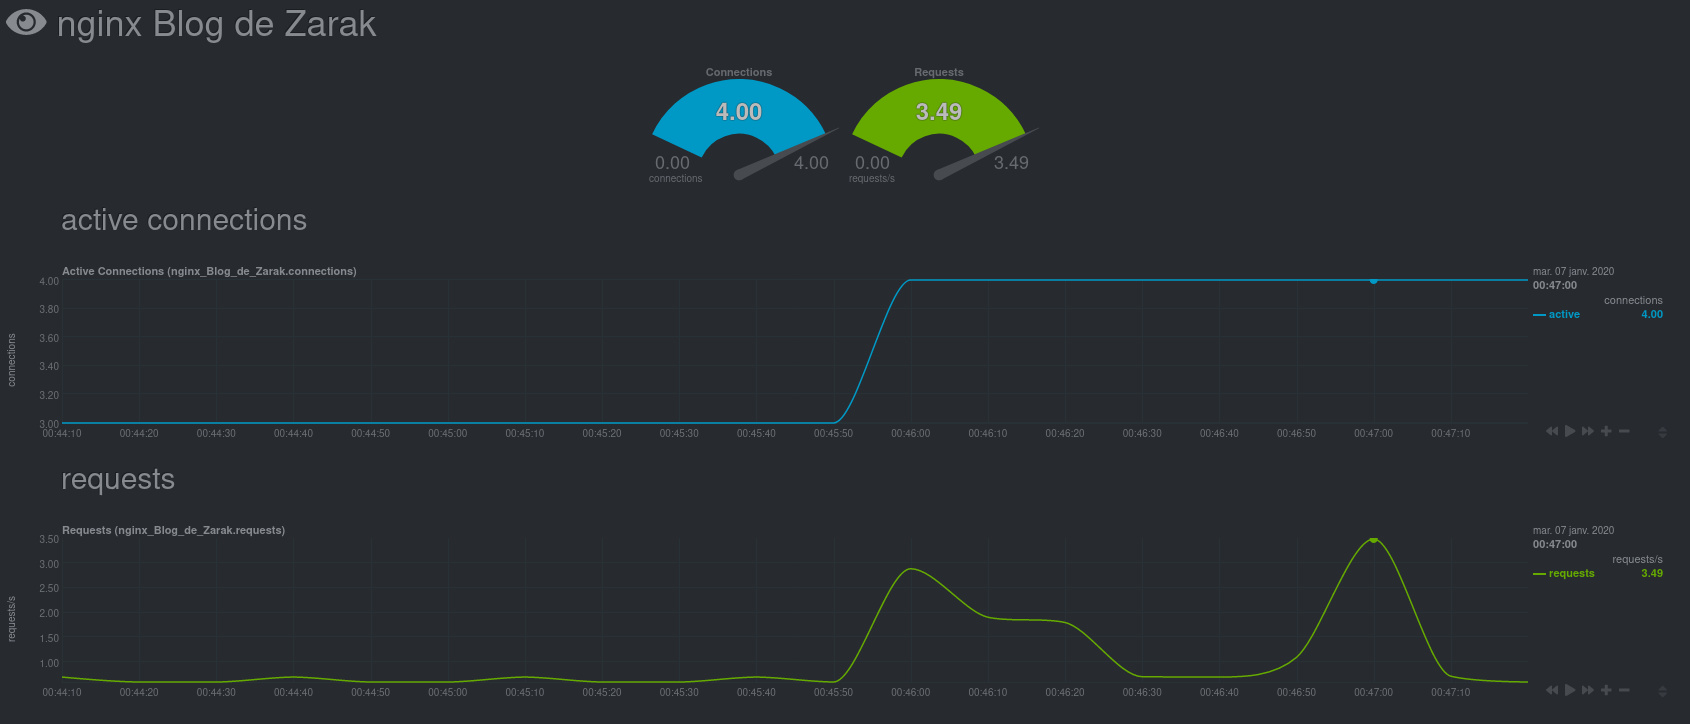 nginx Blog de Zarak
Connections
4.00
0.00
4.00
connections
Requests
3.49
0.00
3.49
requests/s
active connections
Active Connections (nginx_Blog_de_Zarak.connections)
mar. 07 janv. 2020
00:47:00
connections
active 4.00
connections
4.00
3.80
3.60
3.40
3.20
3.00
00:44:10 00:44:20 00:44:30 00:44:40 00:44:50 00:45:00 00:45:10 00:45:20 00:45:30 00:45:40 00:45:50 00:46:00 00:46:10 00:46:20 00:46:30 00:46:40 00:46:50 00:47:00 00:47:10
requests
Requests (nginx_Blog_de_Zarak.requests)
mar. 07 janv. 2020
00:47:00
requests/s
requests 3.49
requests/s
3.50
3.00
2.50
2.00
1.50
1.00
00:44:10 00:44:20 00:44:30 00:44:40 00:44:50 00:45:00 00:45:10 00:45:20 00:45:30 00:45:40 00:45:50 00:46:00 00:46:10 00:46:20 00:46:30 00:46:40 00:46:50 00:47:00 00:47:10